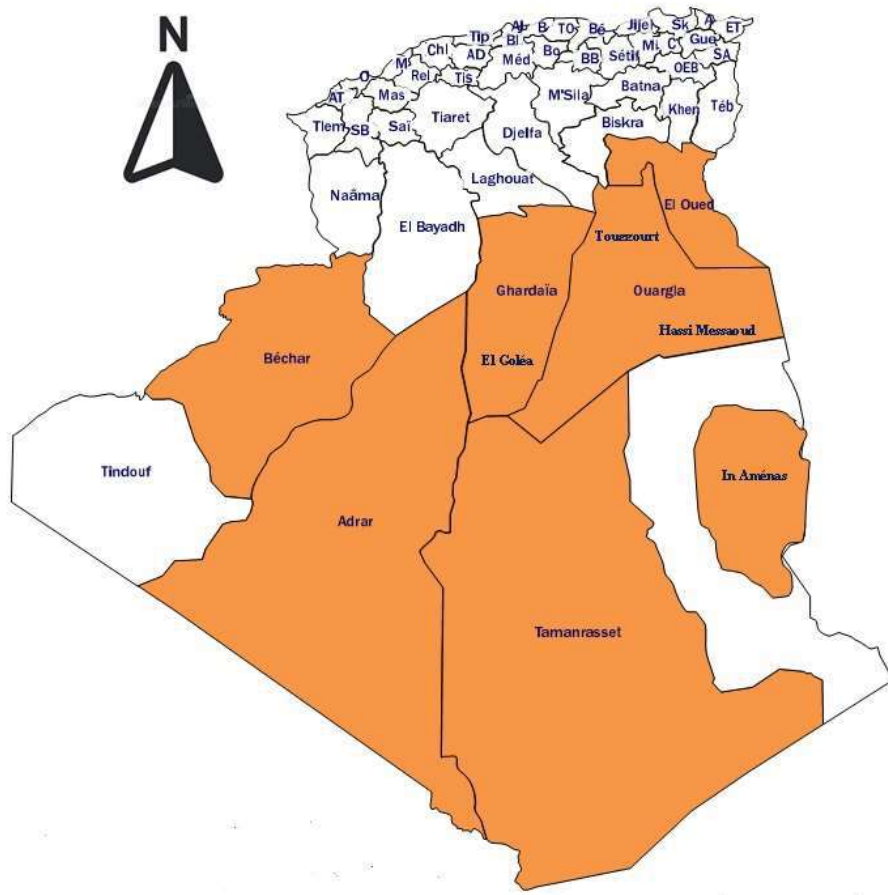 N
Al
B
TO
Bé
Jijel
Sk
A
ET
Tip
Bl
Chl
AD
Méd
Bo
BB
Sétif
Mi
C
Gue
SA
M
O
Rel
Tis
OEB
AT
Mas
M'Sila
Batna
Khen
Téb
Tlem
SB
Saï
Tiaret
Djelfa
Biskra
Naâma
Laghouat
El Oued
El Bayadh
Touggourt
Ghardaïa
Ouargla
Hassi Messaoud
Béchar
El Goléa
Tindouf
In Aménas
Adrar
Tamanrasset